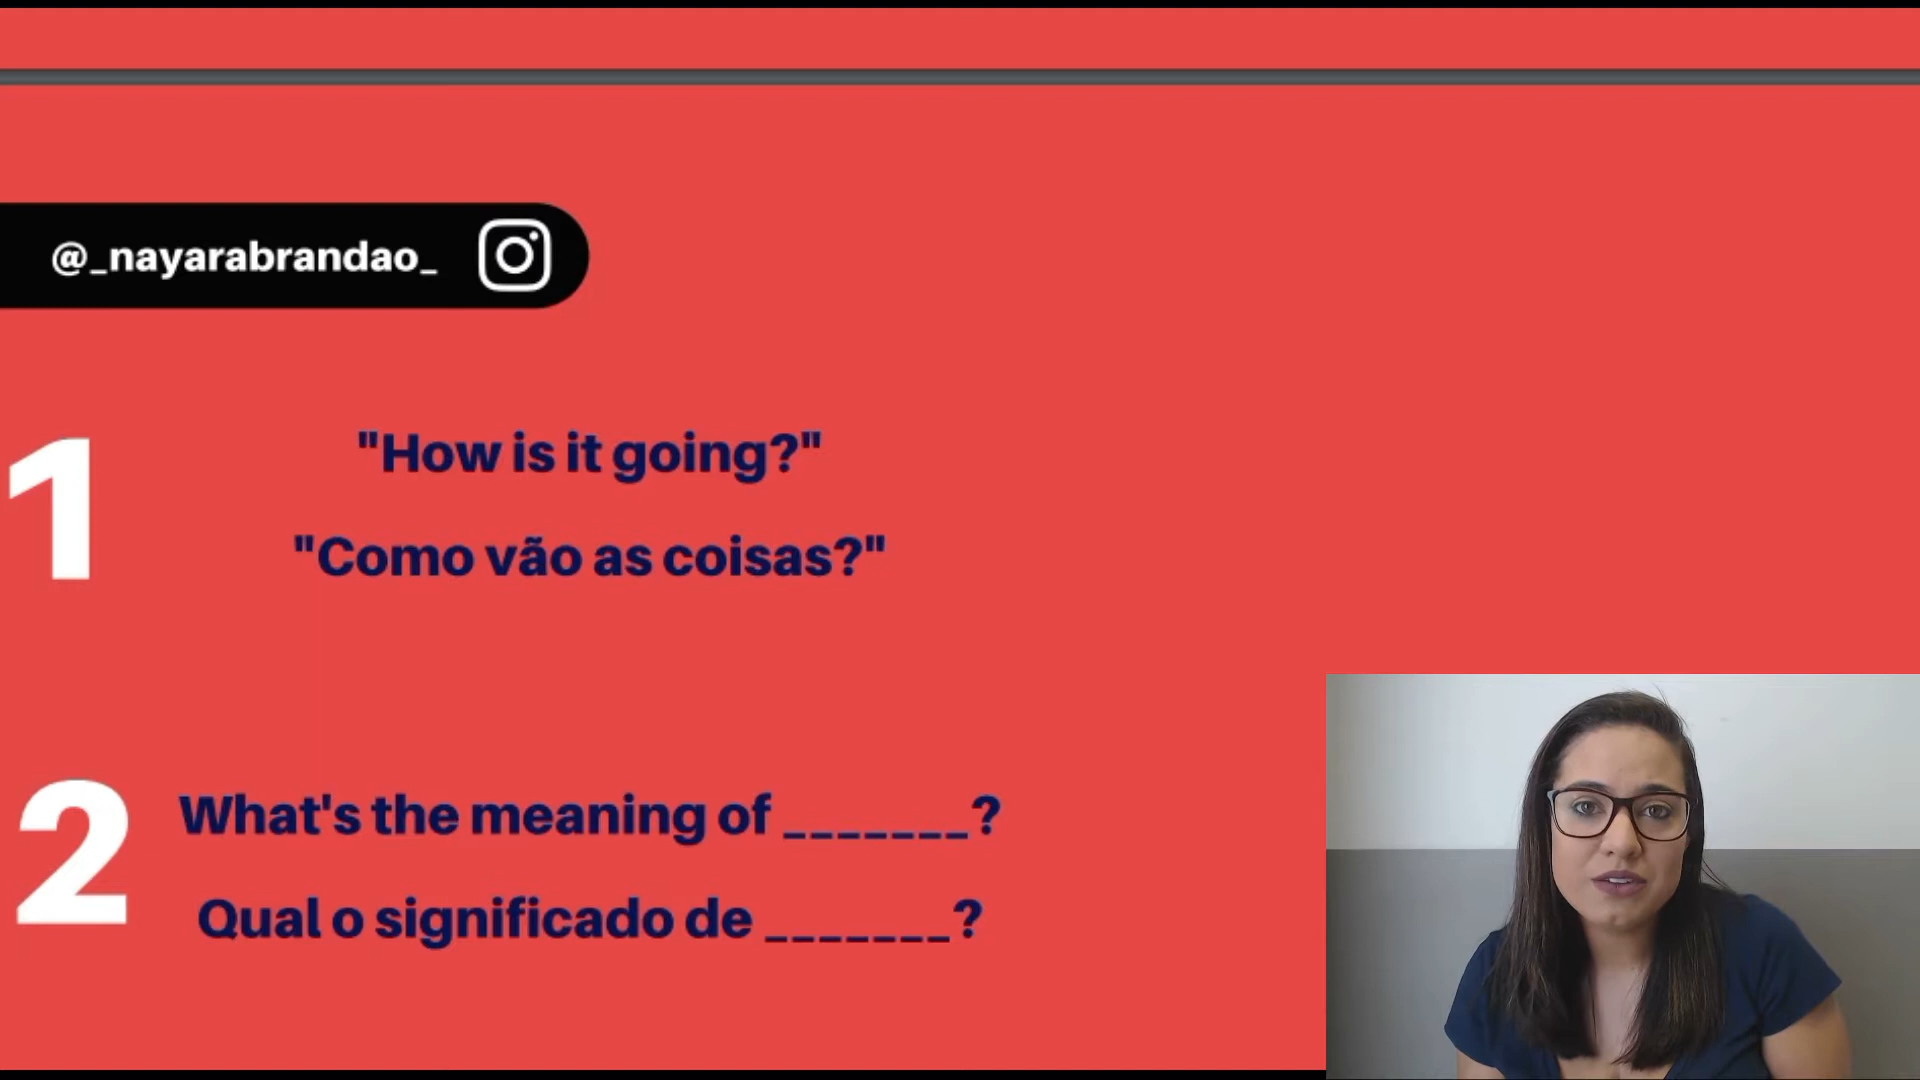 @_nayarabrandao_
1
"How is it going?"
"Como vão as coisas?"
2
What's the meaning of _______?
Qual o significado de _______?